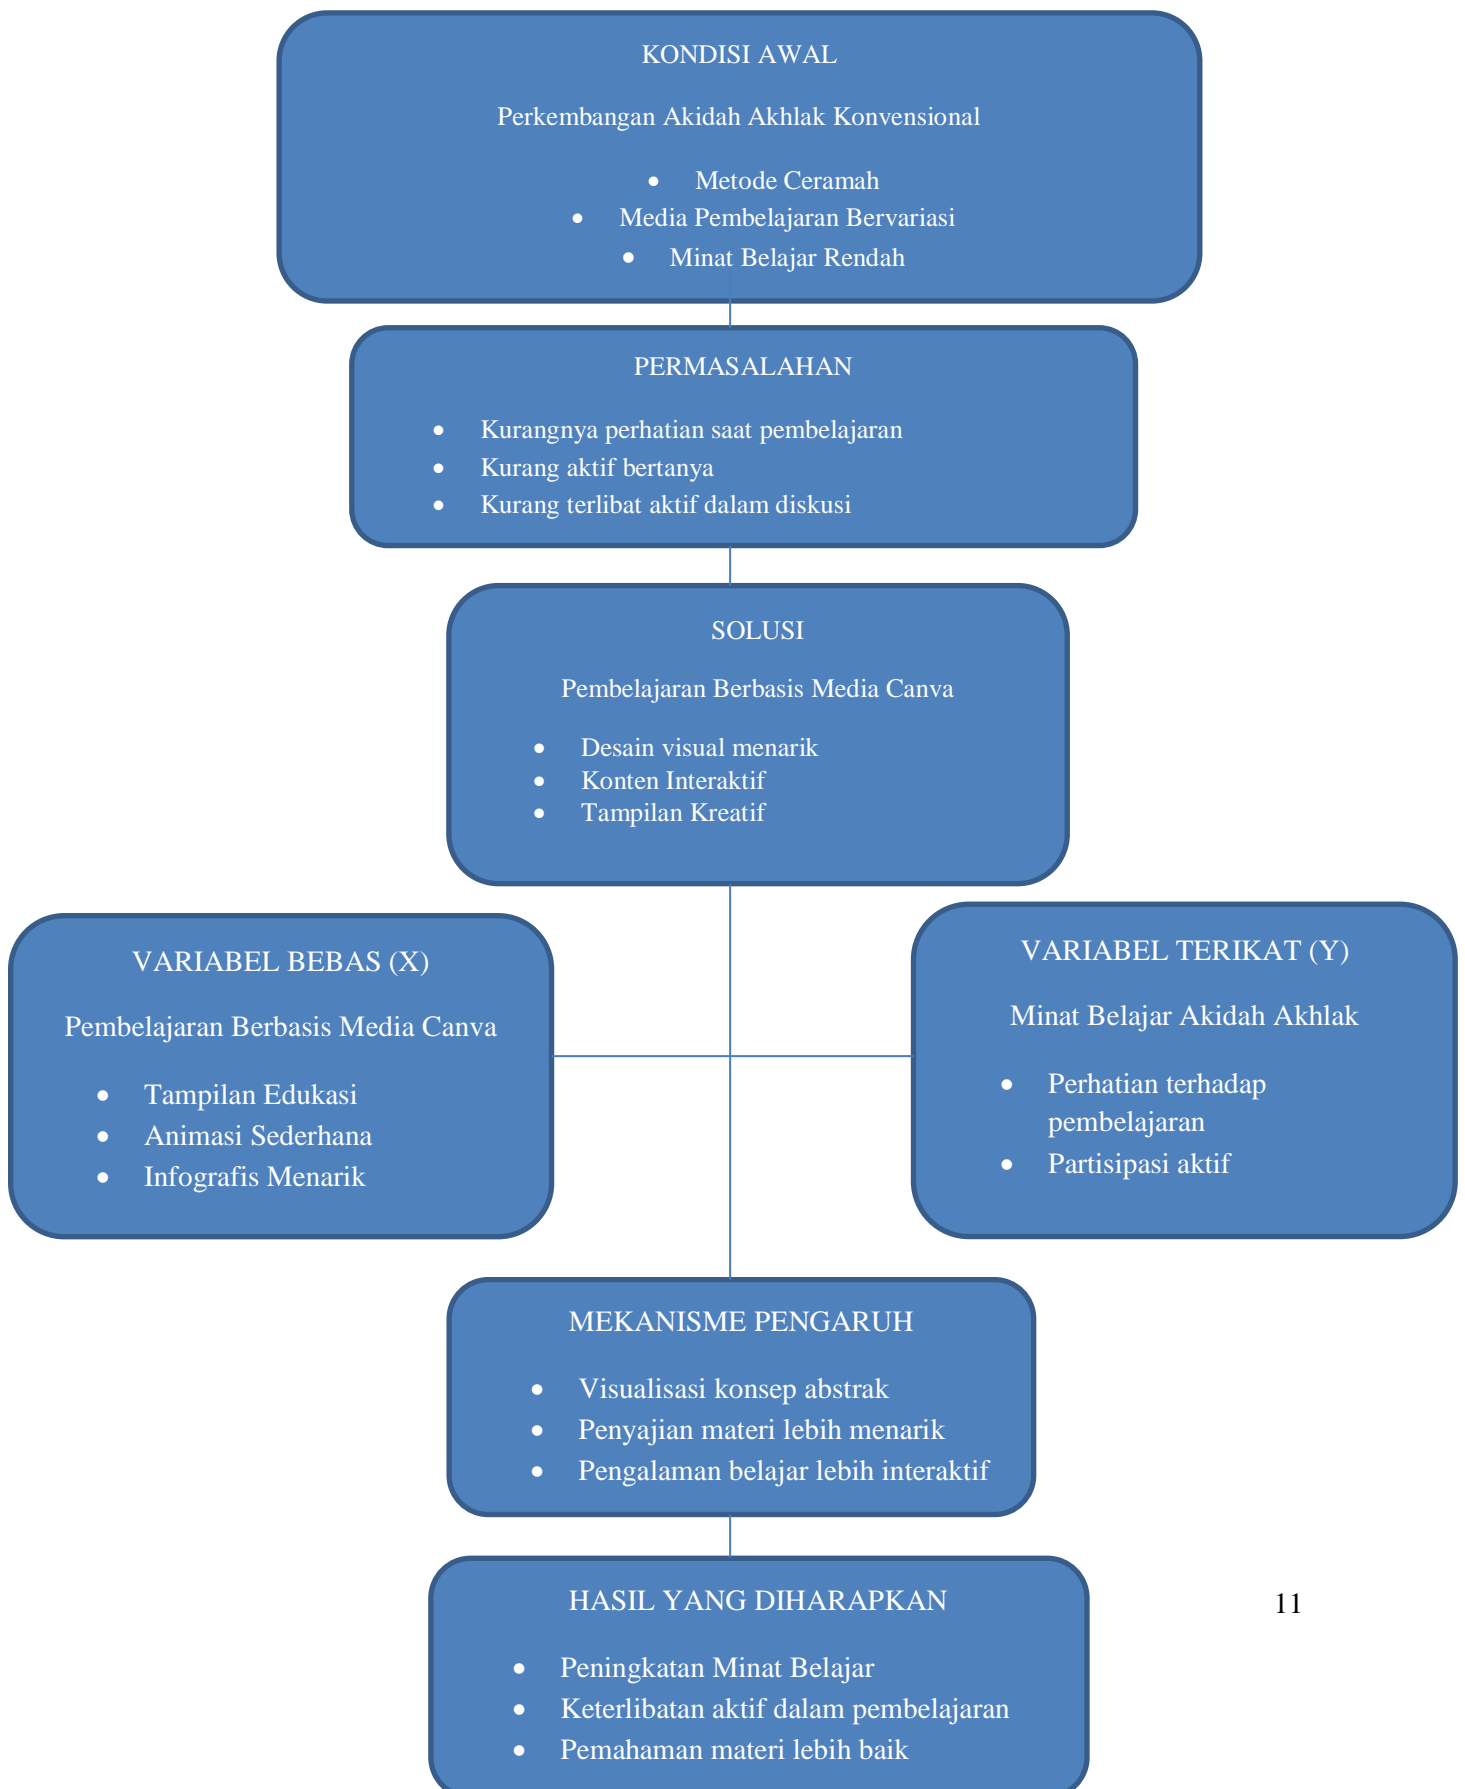 KONDISI AWAL
Perkembangan Akidah Akhlak Konvensional
• Metode Ceramah
• Media Pembelajaran Bervariasi
• Minat Belajar Rendah
PERMASALAHAN
• Kurangnya perhatian saat pembelajaran
• Kurang aktif bertanya
• Kurang terlibat aktif dalam diskusi
SOLUSI
Pembelajaran Berbasis Media Canva
• Desain visual menarik
• Konten Interaktif
• Tampilan Kreatif
VARIABEL BEBAS (X)
Pembelajaran Berbasis Media Canva
• Tampilan Edukasi
• Animasi Sederhana
• Infografis Menarik
VARIABEL TERIKAT (Y)
Minat Belajar Akidah Akhlak
• Perhatian terhadap
pembelajaran
• Partisipasi aktif
MEKANISME PENGARUH
• Visualisasi konsep abstrak
• Penyajian materi lebih menarik
• Pengalaman belajar lebih interaktif
HASIL YANG DIHARAPKAN
• Peningkatan Minat Belajar
• Keterlibatan aktif dalam pembelajaran
• Pemahaman materi lebih baik
11